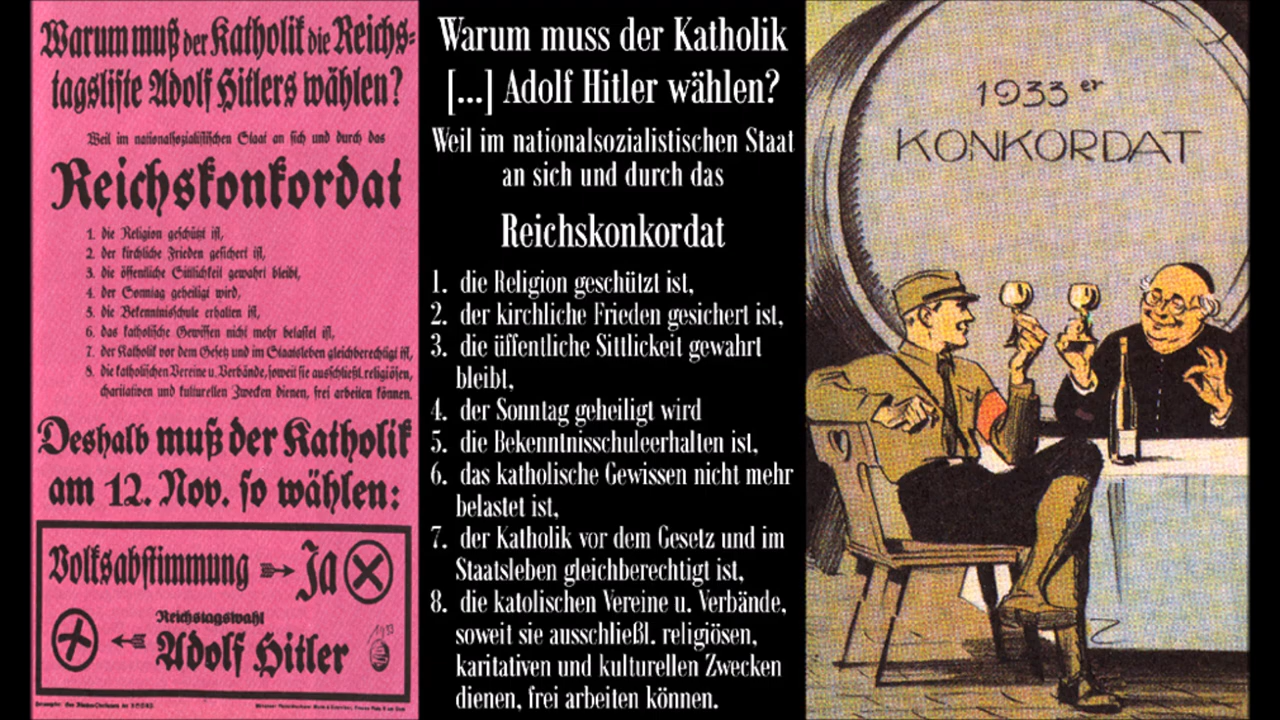 Warum muß der Katholik die Reichs-
tagsliste Adolf Hitlers wählen?
Weil im nationalsozialistischen Staat an sich und durch das
Reichskonkordat
1. die Religion geschützt ist,
2. der kirchliche Frieden gesichert ist,
3. die öffentliche Sittlichkeit gewahrt bleibt,
4. der Sonntag geheiligt wird,
5. die Bekenntnisschule erhalten ist,
6. das katholische Gewissen nicht mehr belastet ist,
7. der Katholik vor dem Gesetz und im Staatsleben gleichberechtigt ist,
8. die katholischen Vereine u. Verbände, soweit sie ausschließl. religiösen,
charitativen und kulturellen Zwecken dienen, frei arbeiten können.
Deshalb muß der Katholik
am 12. Nov. so wählen:
Volksabstimmung Ja
Reichstagswahl
Adolf Hitler
Warum muss der Katholik
[...] Adolf Hitler wählen?
Weil im nationalsozialistischen Staat
an sich und durch das
Reichskonkordat
1. die Religion geschützt ist,
2. der kirchliche Frieden gesichert ist,
3. die üffentliche Sittlickeit gewahrt
bleibt,
4. der Sonntag geheiligt wird
5. die Bekenntnisschuleerhalten ist,
6. das katholische Gewissen nicht mehr
belastet ist,
7. der Katholik vor dem Gesetz und im
Staatsleben gleichberechtigt ist,
8. die katolischen Vereine u. Verbände,
soweit sie ausschließl. religiösen,
karitativen und kulturellen Zwecken
dienen, frei arbeiten können.
1933er
KONKORDAT